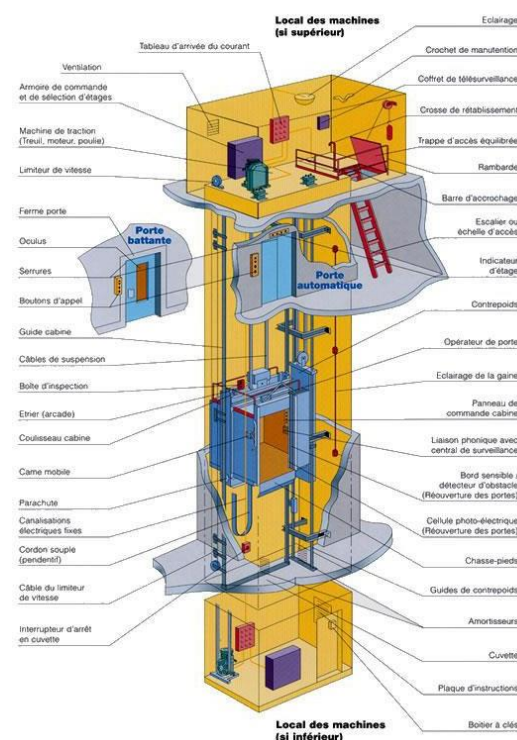 Local des machines
(si supérieur)
Tableau d'arrivée du courant
Ventilation
Armoire de commande
et de sélection d'étages
Machine de traction
(Treuil, moteur, poulie)
Limiteur de vitesse
Ferme porte
Oculus
Serrures
Boutons d'appel
Guide cabine
Câbles de suspension
Boîte d'inspection
Etrier (arcade)
Coulisseau cabine
Came mobile
Parachute
Canalisations
électriques fixes
Cordon souple
(pendentif)
Câble du limiteur
de vitesse
Interrupteur d'arrêt
en cuvette
Porte
battante
Porte
automatique
Eclairage
Crochet de manutention
Coffret de télésurveillance
Crosse de rétablissement
Trappe d'accès équilibrée
Rambarde
Barre d'accrochage
Escalier ou
échelle d'accès
Indicateur
d'étage
Contrepoids
Opérateur de porte
Eclairage de la gaine
Panneau de
commande cabine
Liaison phonique avec
central de surveillance
Bord sensible /
détecteur d'obstacle
(Réouverture des portes)
Cellule photo-électrique
(Réouverture des portes)
Chasse-pieds
Guides de contrepoids
Amortisseurs
Cuvette
Plaque d'instructions
Boitier à clés
Local des machines
(si inférieur)